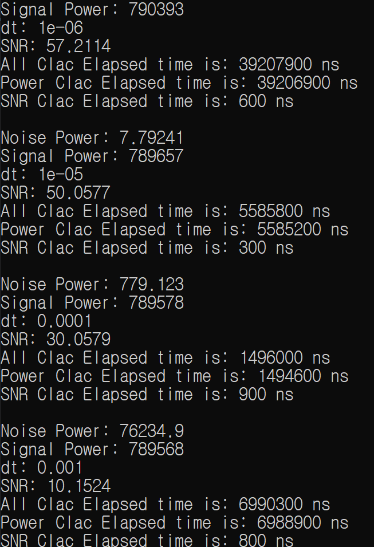 Signal Power: 790393
dt: 1e-06
SNR: 57.2114
All Clac Elapsed time is: 39207900 ns
Power Clac Elapsed time is: 39206900 ns
SNR Clac Elapsed time is: 600 ns
Noise Power: 7.79241
Signal Power: 789657
dt: 1e-05
SNR: 50.0577
All Clac Elapsed time is: 5585800 ns
Power Clac Elapsed time is: 5585200 ns
SNR Clac Elapsed time is: 300 ns
Noise Power: 779.123
Signal Power: 789578
dt: 0.0001
SNR: 30.0579
All Clac Elapsed time is: 1496000 ns
Power Clac Elapsed time is: 1494600 ns
SNR Clac Elapsed time is: 900 ns
Noise Power: 76234.9
Signal Power: 789568
dt: 0.001
SNR: 10.1524
All Clac Elapsed time is: 6990300 ns
Power Clac Elapsed time is: 6988900 ns
SNR Clac Elapsed time is: 800 ns